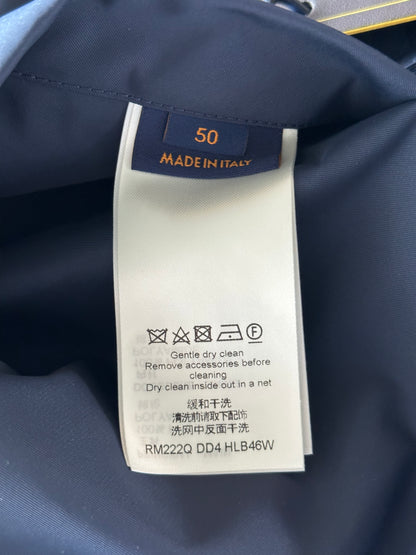 50
MADE IN ITALY
Gentle dry clean
Remove accessories before
cleaning
Dry clean inside out in a net
缓和干洗
清洗前请取下配饰
洗网中反面干洗
RM222Q DD4 HLB46W